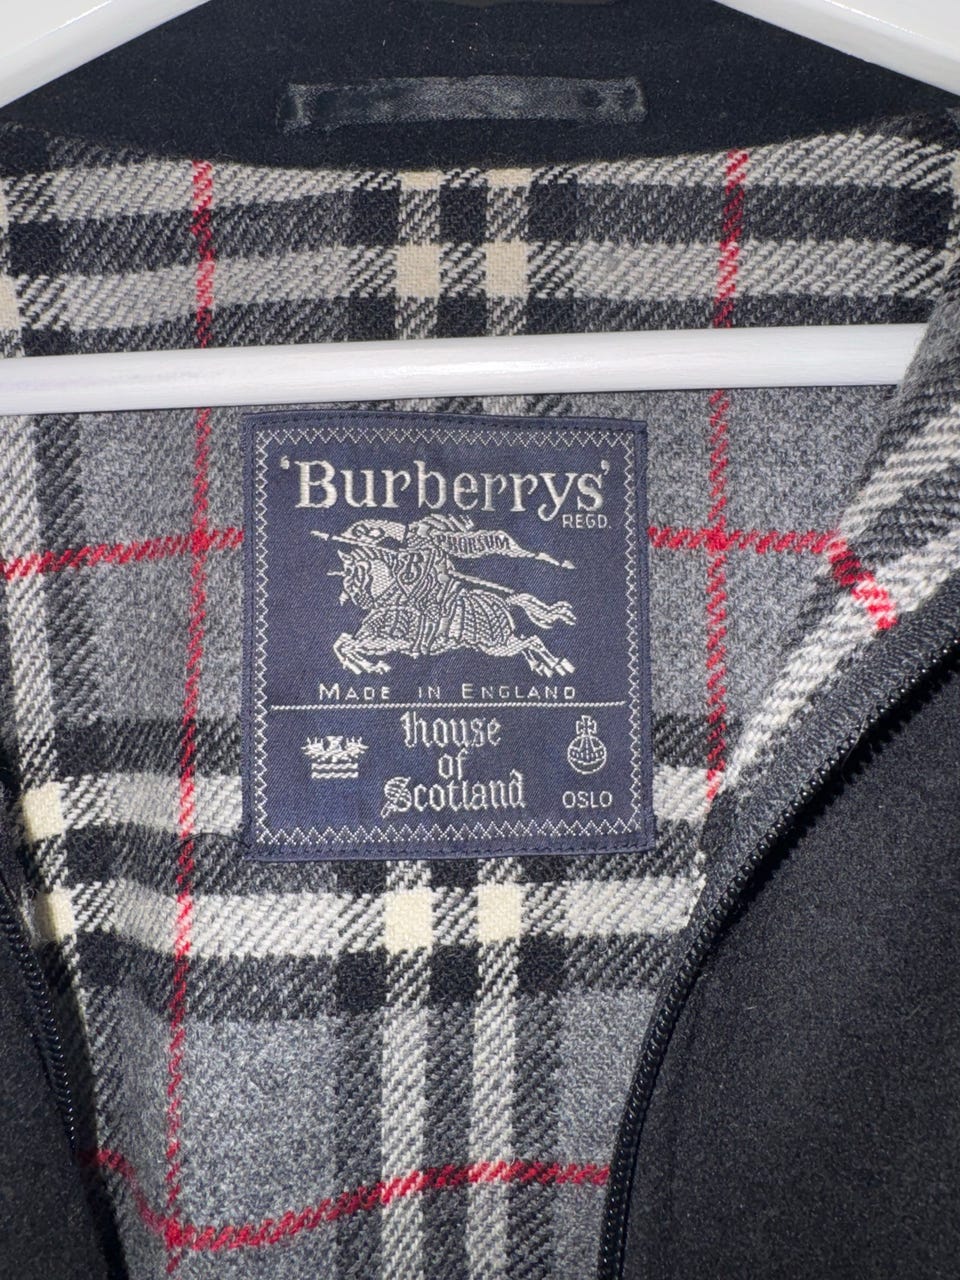 'Burberrys'
REGD.
PRORSUM
B
MADE IN ENGLAND
house
of
Scotland
OSLO